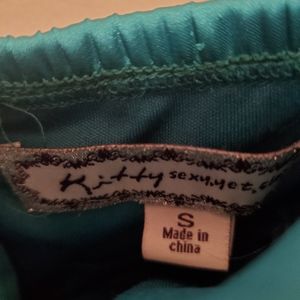 Kitty sexy, yet,
S
Made in
china